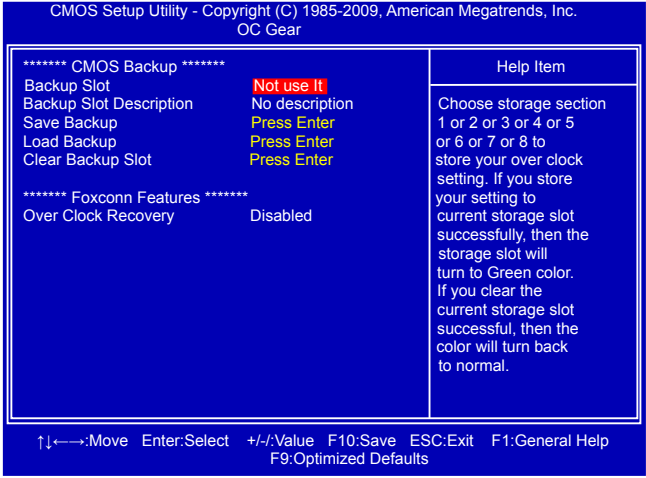 CMOS Setup Utility - Copyright (C) 1985-2009, American Megatrends, Inc.
OC Gear
******* CMOS Backup *******
Backup Slot Not use It
Backup Slot Description No description
Save Backup Press Enter
Load Backup Press Enter
Clear Backup Slot Press Enter
******* Foxconn Features *******
Over Clock Recovery Disabled
Help Item
Choose storage section
1 or 2 or 3 or 4 or 5
or 6 or 7 or 8 to
store your over clock
setting. If you store
your setting to
current storage slot
successfully, then the
storage slot will
turn to Green color.
If you clear the
current storage slot
successful, then the
color will turn back
to normal.
↑↓←→:Move Enter:Select +/-/:Value F10:Save ESC:Exit F1:General Help
F9:Optimized Defaults